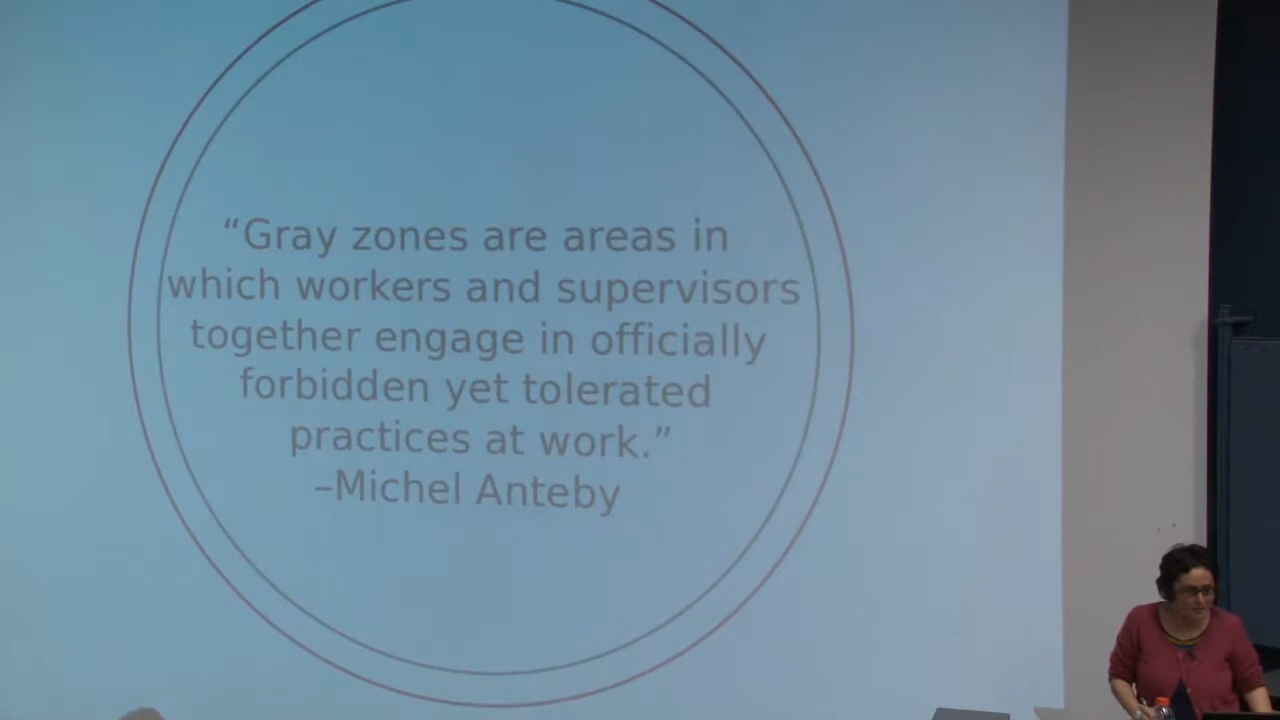 “Gray zones are areas in
which workers and supervisors
together engage in officially
forbidden yet tolerated
practices at work.”
–Michel Anteby